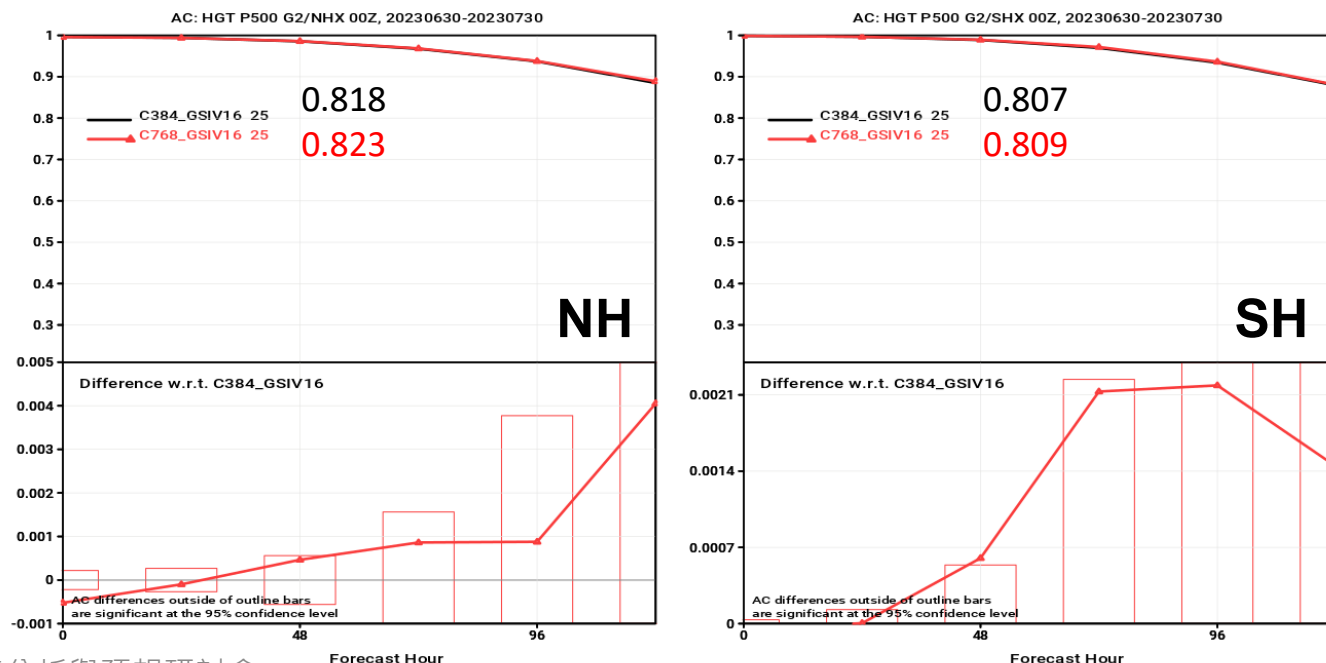 AC: HGT P500 G2/NHX 00Z, 20230630-20230730
1
0.9
0.8
0.7
0.6
0.5
0.4
0.3
C384_GSIV16 25
C768_GSIV16 25
0.818
0.823
NH
0.005
0.004
0.003
0.002
0.001
0
-0.001
Difference w.r.t. C384_GSIV16
AC differences outside of outline bars
are significant at the 95% confidence level
0
48
96
Forecast Hour
AC: HGT P500 G2/SHX 00Z, 20230630-20230730
1
0.9
0.8
0.7
0.6
0.5
0.4
0.3
C384_GSIV16 25
C768_GSIV16 25
0.807
0.809
SH
0.0021
0.0014
0.0007
0
Difference w.r.t. C384_GSIV16
AC differences outside of outline bars
are significant at the 95% confidence level
0
48
96
Forecast Hour